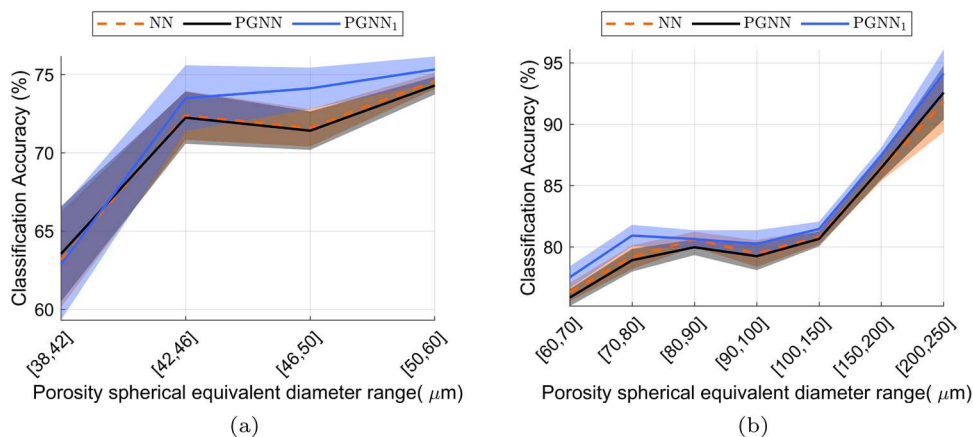 NN PGNN PGNN₁
Classification Accuracy (%)
75
70
65
60
[38,42]
[42,46]
[46,50]
[50,60]
Porosity spherical equivalent diameter range( μm)
(a)
NN PGNN PGNN₁
Classification Accuracy (%)
95
90
85
80
[60,70]
[70,80]
[80,90]
[90,100]
[100,150]
[150,200]
[200,250]
Porosity spherical equivalent diameter range( μm)
(b)